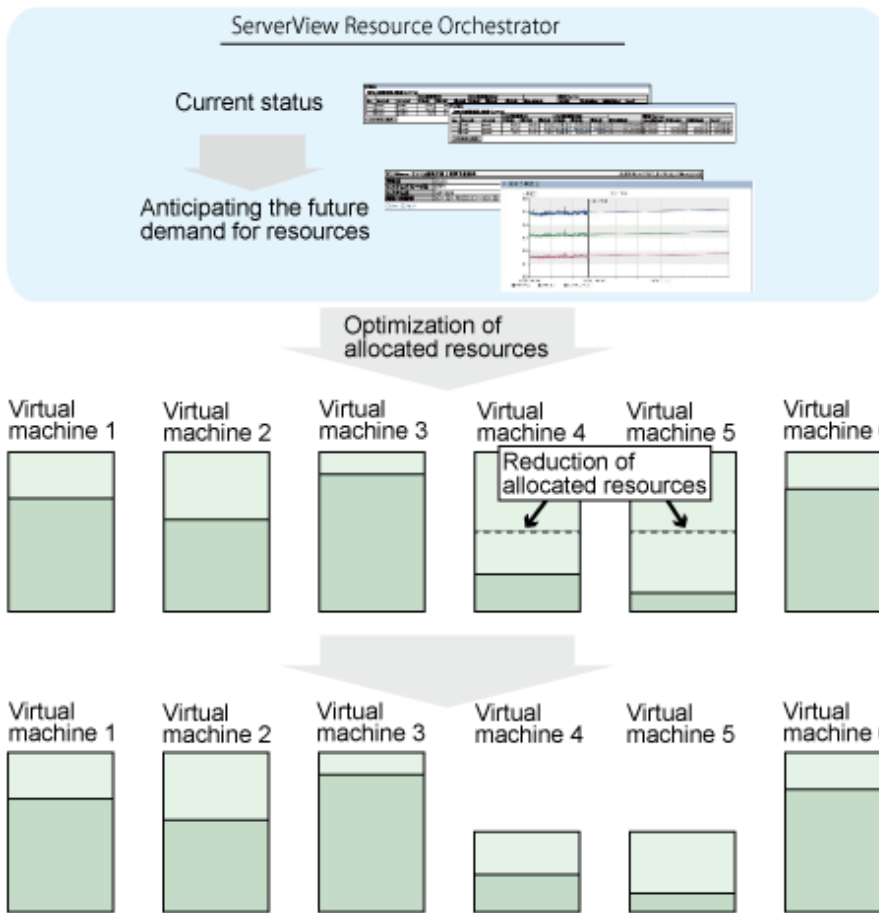 ServerView Resource Orchestrator
Current status
Anticipating the future
demand for resources
Optimization of
allocated resources
Virtual
machine 1
Virtual
machine 2
Virtual
machine 3
Virtual
machine 4
Virtual
machine 5
Virtual
machine
Reduction of
allocated resources
Virtual
machine 1
Virtual
machine 2
Virtual
machine 3
Virtual
machine 4
Virtual
machine 5
Virtual
machine